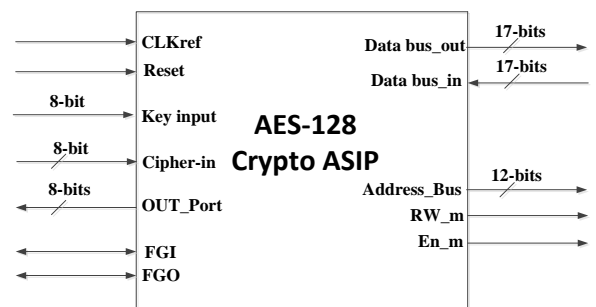 CLKref
Reset
8-bit
Key input
8-bit
Cipher-in
8-bits
OUT_Port
FGI
FGO
AES-128
Crypto ASIP
17-bits
Data bus_out
17-bits
Data bus_in
12-bits
Address_Bus
RW_m
En_m